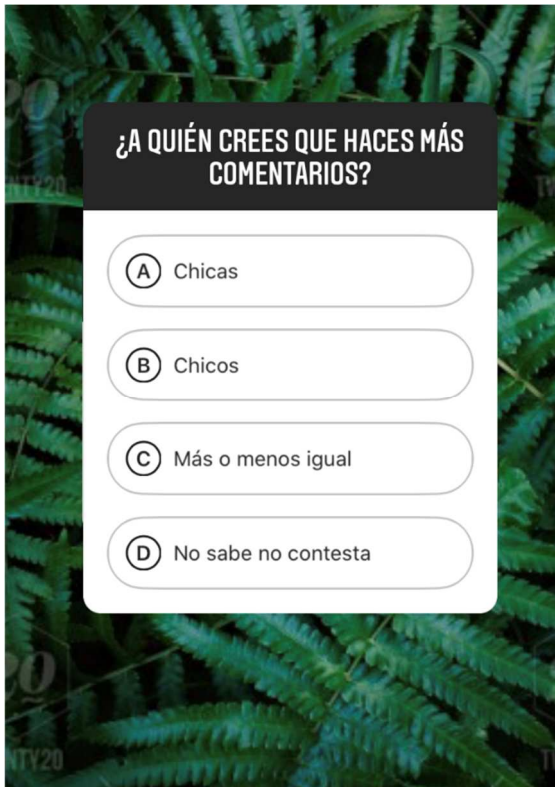 ¿A QUIÉN CREES QUE HACES MÁS
COMENTARIOS?
A Chicas
B Chicos
C Más o menos igual
D No sabe no contesta